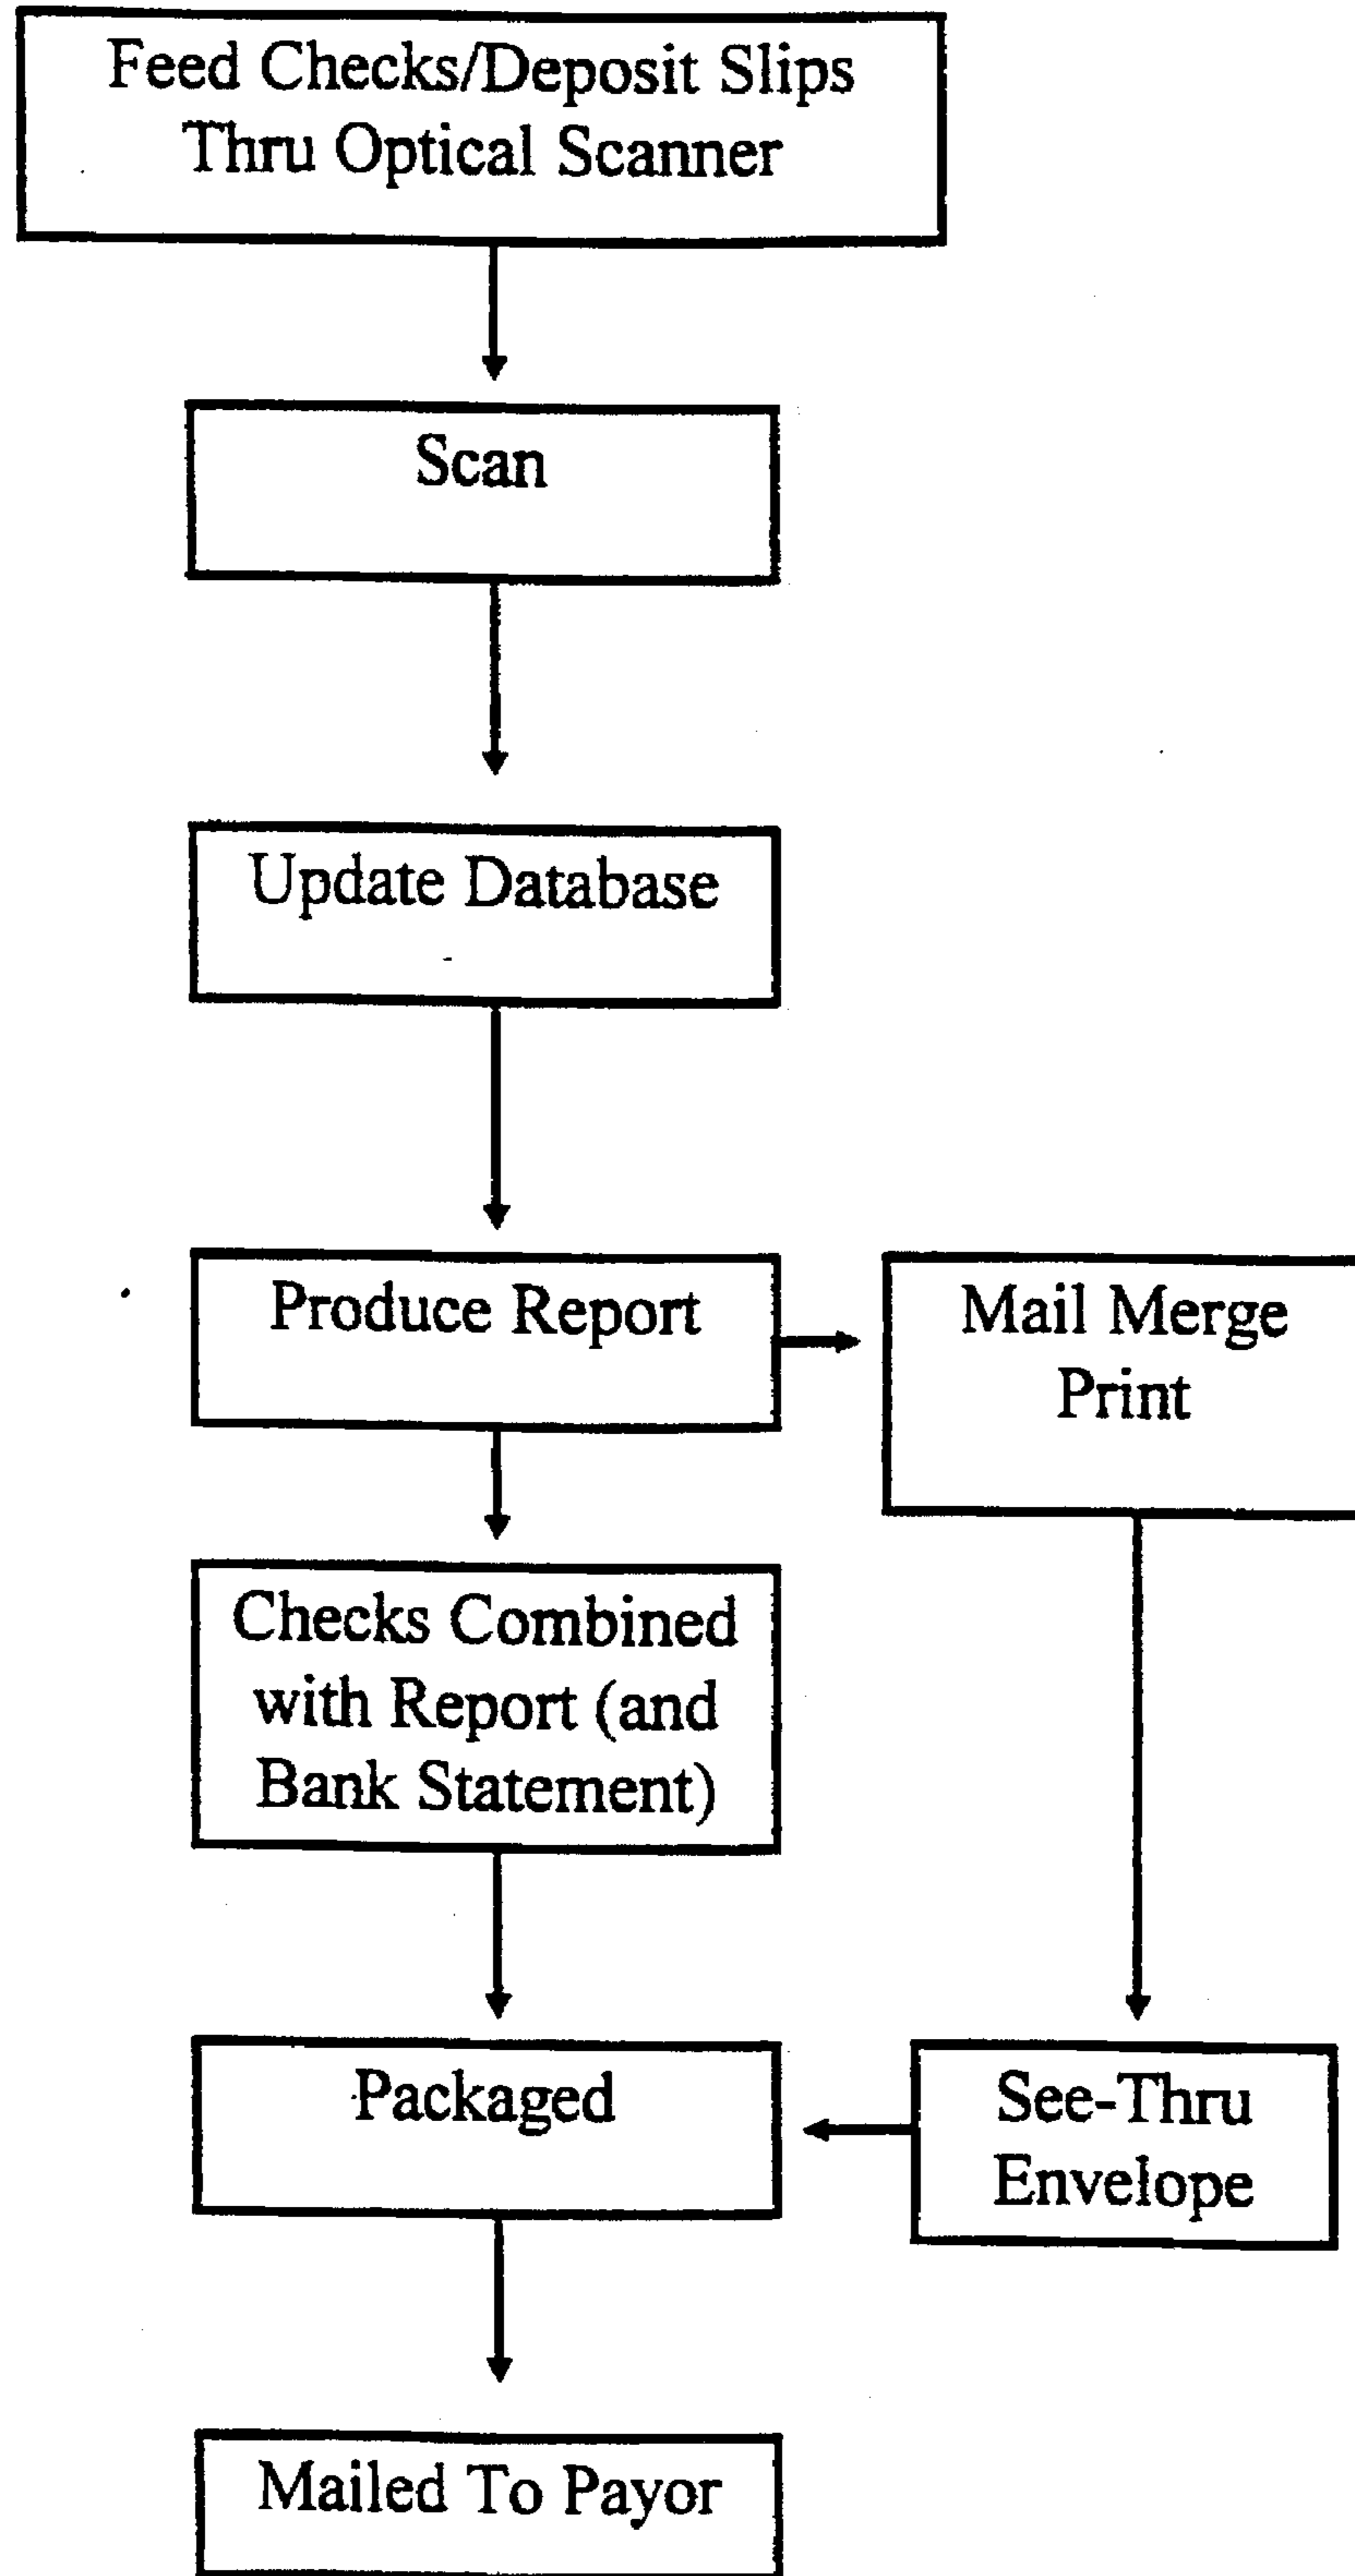 Feed Checks/Deposit Slips
Thru Optical Scanner
Scan
Update Database
Produce Report
Mail Merge
Print
Checks Combined
with Report (and
Bank Statement)
Packaged
See-Thru
Envelope
Mailed To Payor